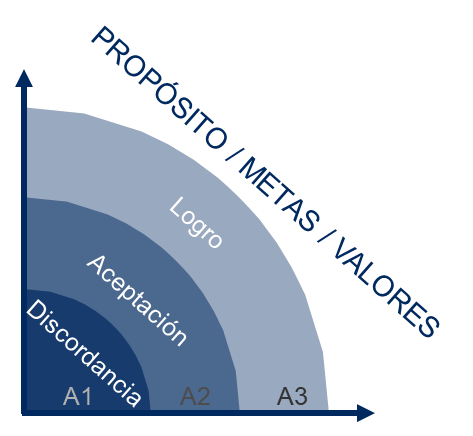 PROPÓSITO / METAS / VALORES
Logro
Aceptación
Discordancia
A1
A2
A3